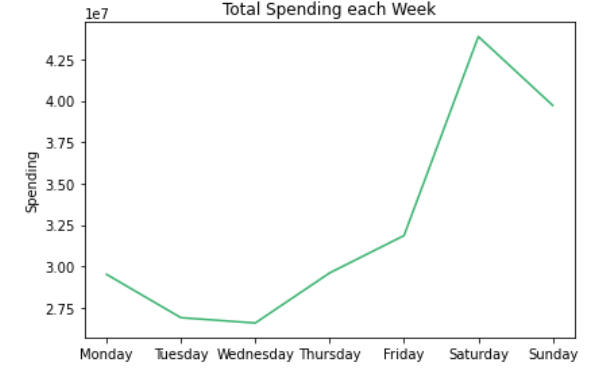 Total Spending each Week
1e7
4.25
4.00
3.75
3.50
3.25
3.00
2.75
Spending
Monday Tuesday Wednesday Thursday Friday Saturday Sunday